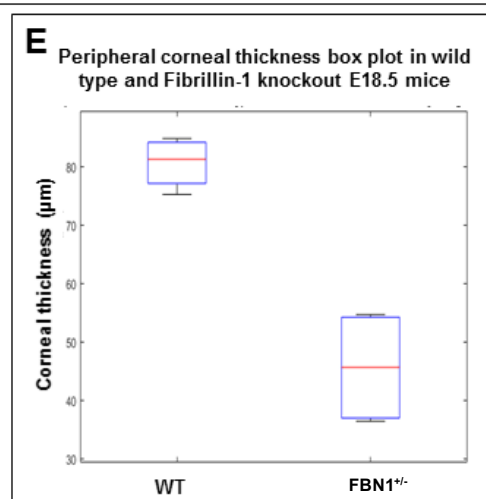 E
Peripheral corneal thickness box plot in wild
type and Fibrillin-1 knockout E18.5 mice
Corneal thickness (µm)
80
70
60
50
40
30
WT
FBN1+/-